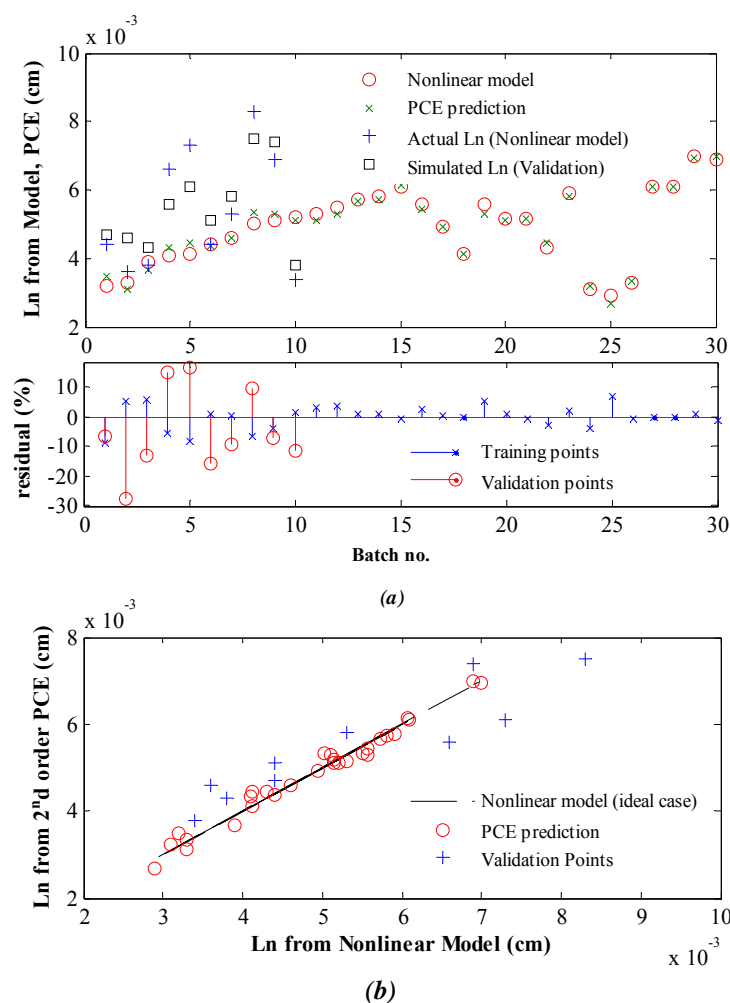 x 10⁻³
10
8
6
4
2
Ln from Model, PCE (cm)
Nonlinear model
PCE prediction
Actual Ln (Nonlinear model)
Simulated Ln (Validation)
0 5 10 15 20 25 30
10
0
-10
-20
-30
residual (%)
Training points
Validation points
0 5 10 15 20 25 30
Batch no.
(a)
x 10⁻³
8
6
4
2
Ln from 2ⁿd order PCE (cm)
Nonlinear model (ideal case)
PCE prediction
Validation Points
2 3 4 5 6 7 8 9 10
Ln from Nonlinear Model (cm)
x 10⁻³
(b)